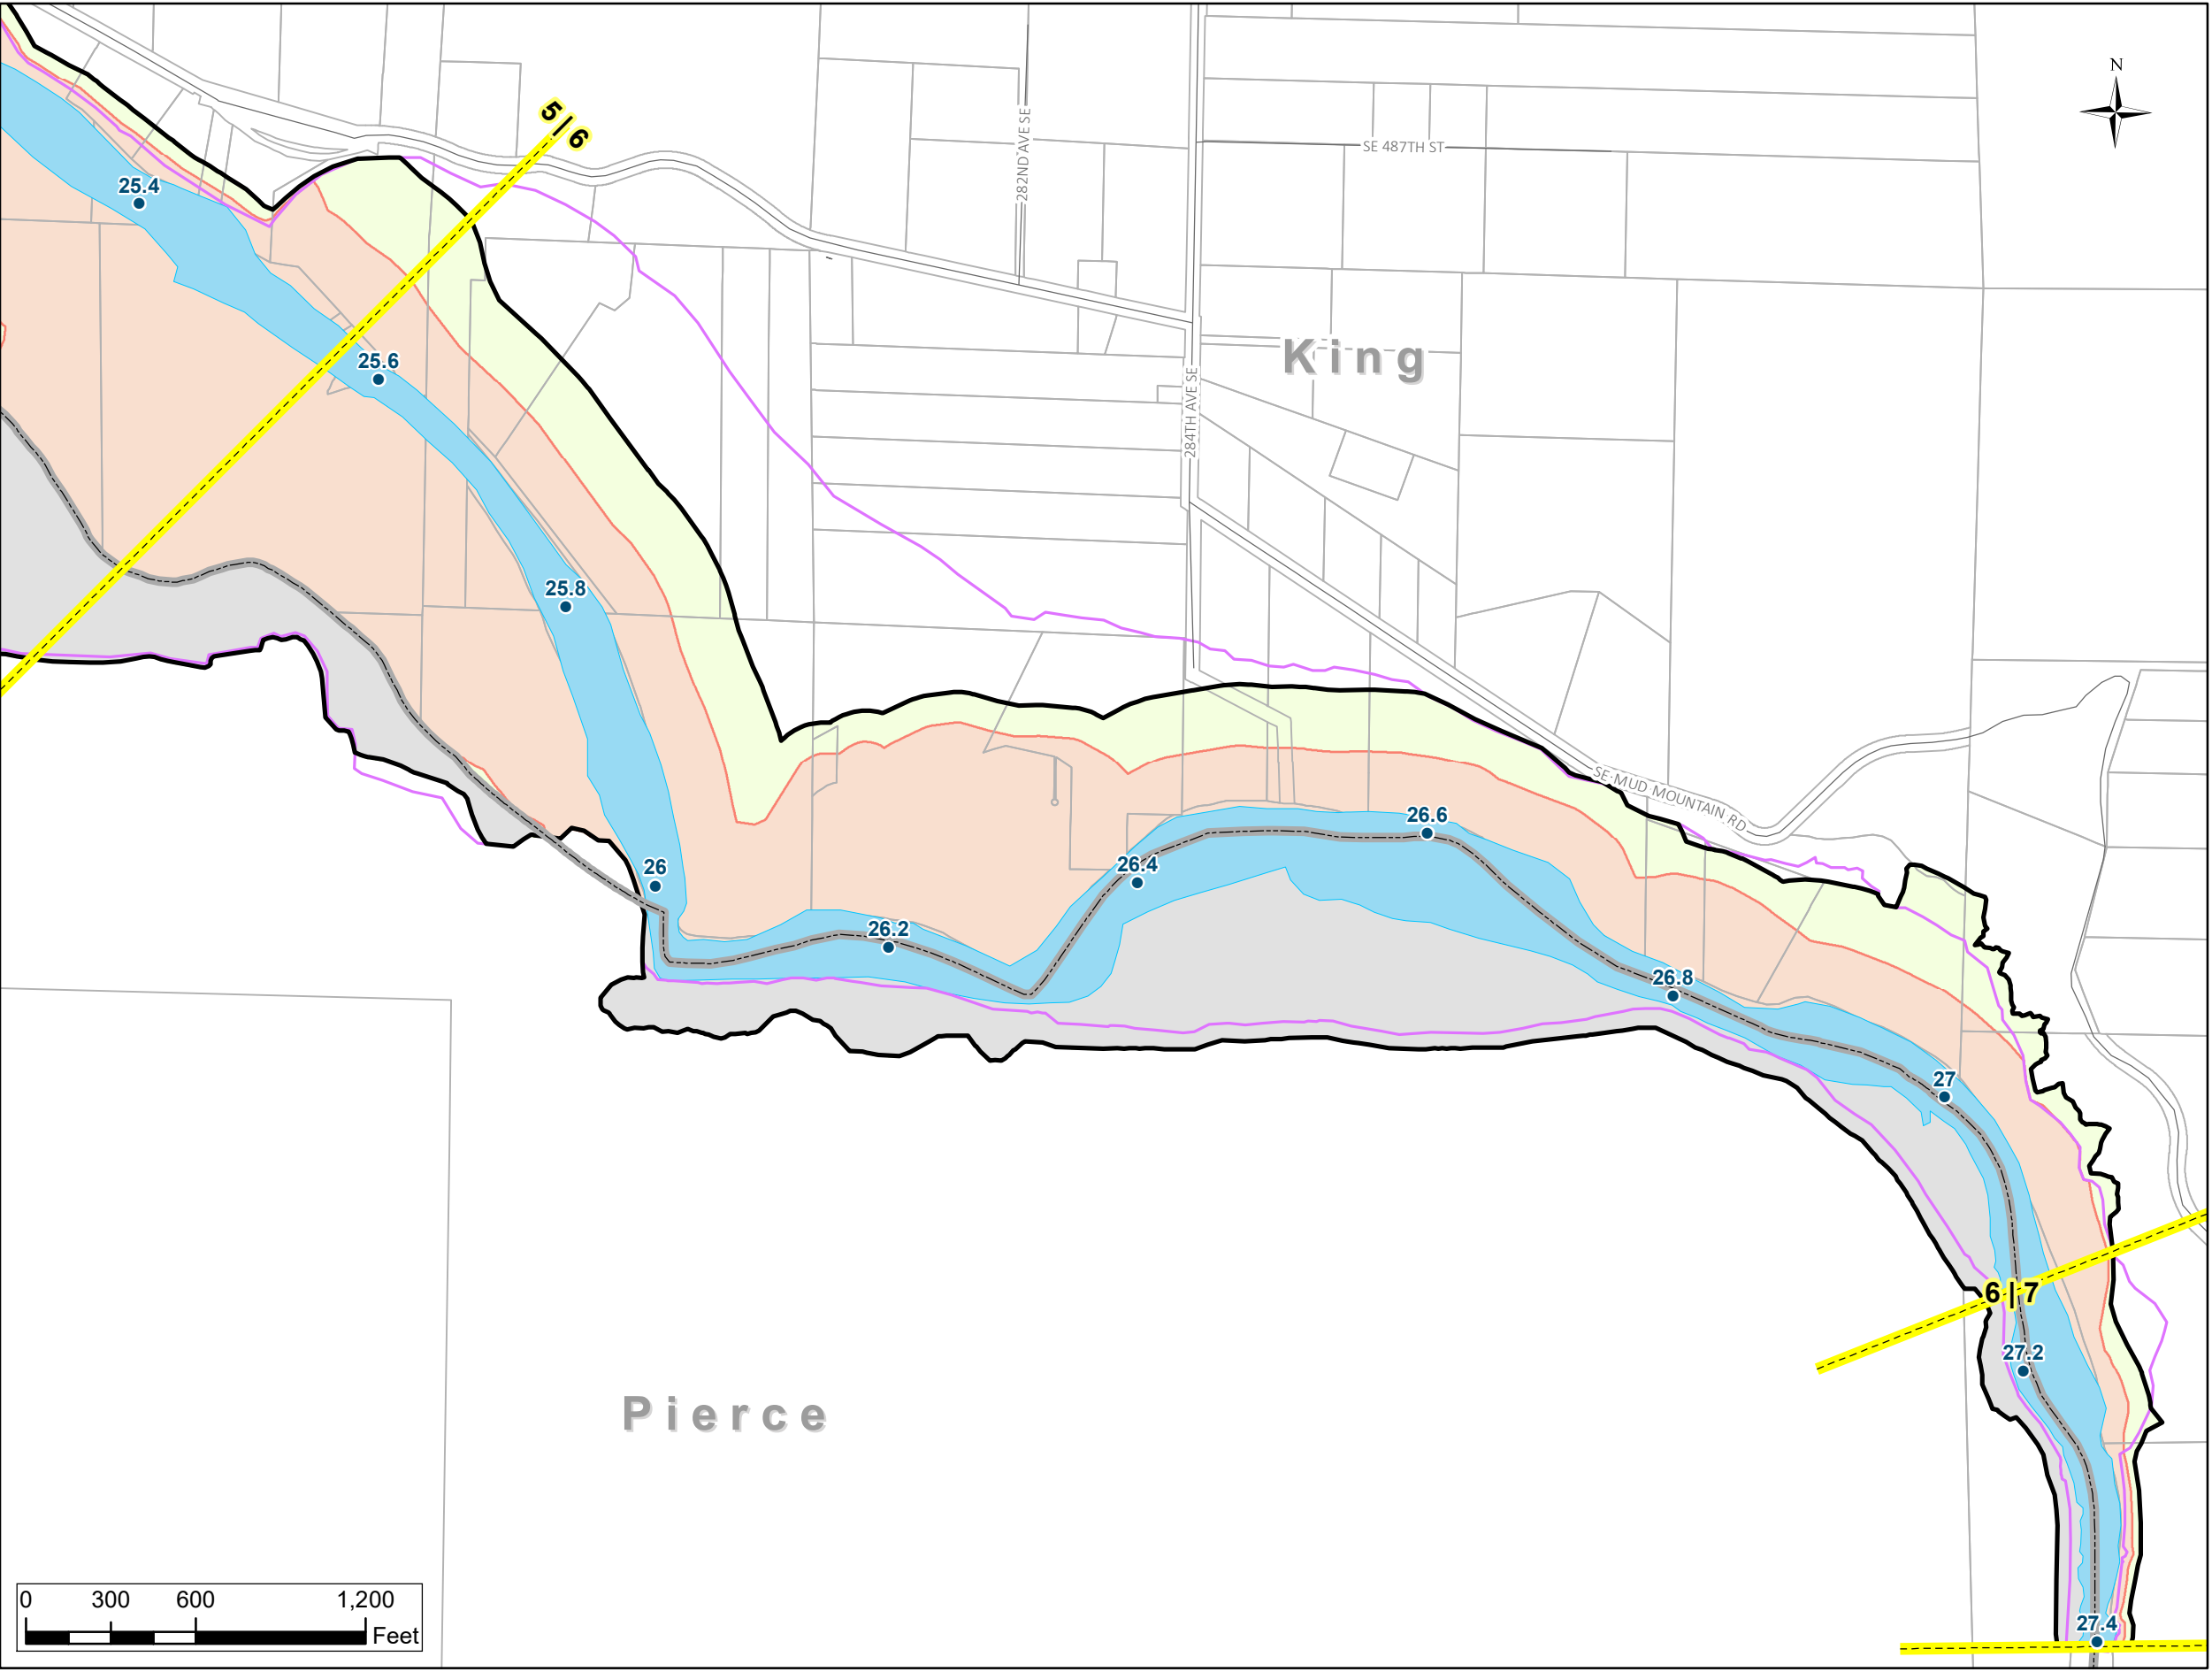 N
5 | 6
282ND AVE SE
SE 487TH ST
25.4
King
25.6
284TH AVE SE
25.8
SE MUD MOUNTAIN RD
26.6
26
26.4
26.2
26.8
27
6 | 7
27.2
Pierce
0 300 600 1,200
Feet
27.4